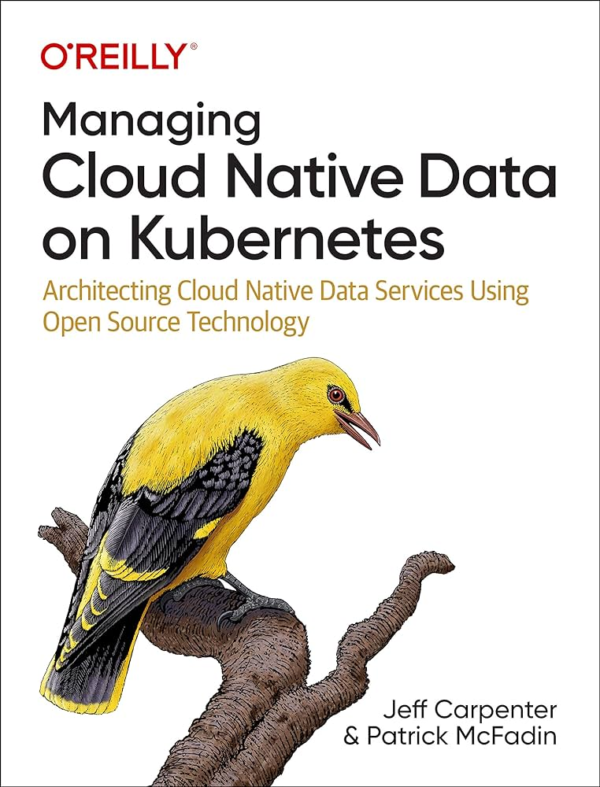 O'REILLY®
Managing
Cloud Native Data
on Kubernetes
Architecting Cloud Native Data Services Using
Open Source Technology
Jeff Carpenter
& Patrick McFadin